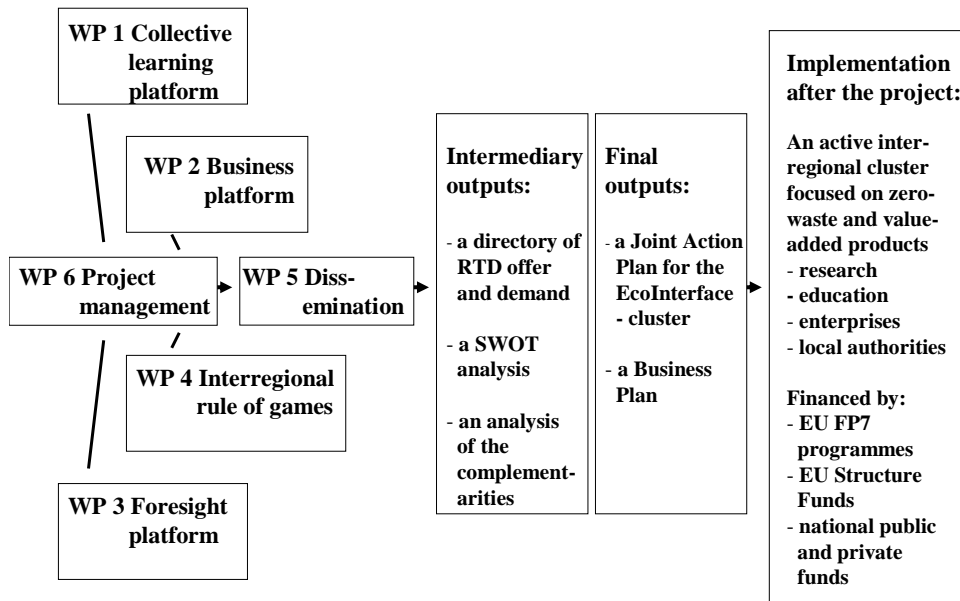 WP 1 Collective
learning
platform
WP 2 Business
platform
WP 6 Project
management
WP 5 Diss-
emination
WP 4 Interregional
rule of games
WP 3 Foresight
platform
Intermediary
outputs:
- a directory of
RTD offer
and demand
- a SWOT
analysis
- an analysis
of the
complement-
arities
Final
outputs:
- a Joint Action
Plan for the
EcoInterface
- cluster
- a Business
Plan
Implementation
after the project:
An active inter-
regional cluster
focused on zero-
waste and value-
added products
- research
- education
- enterprises
- local authorities
Financed by:
- EU FP7
programmes
- EU Structure
Funds
- national public
and private
funds